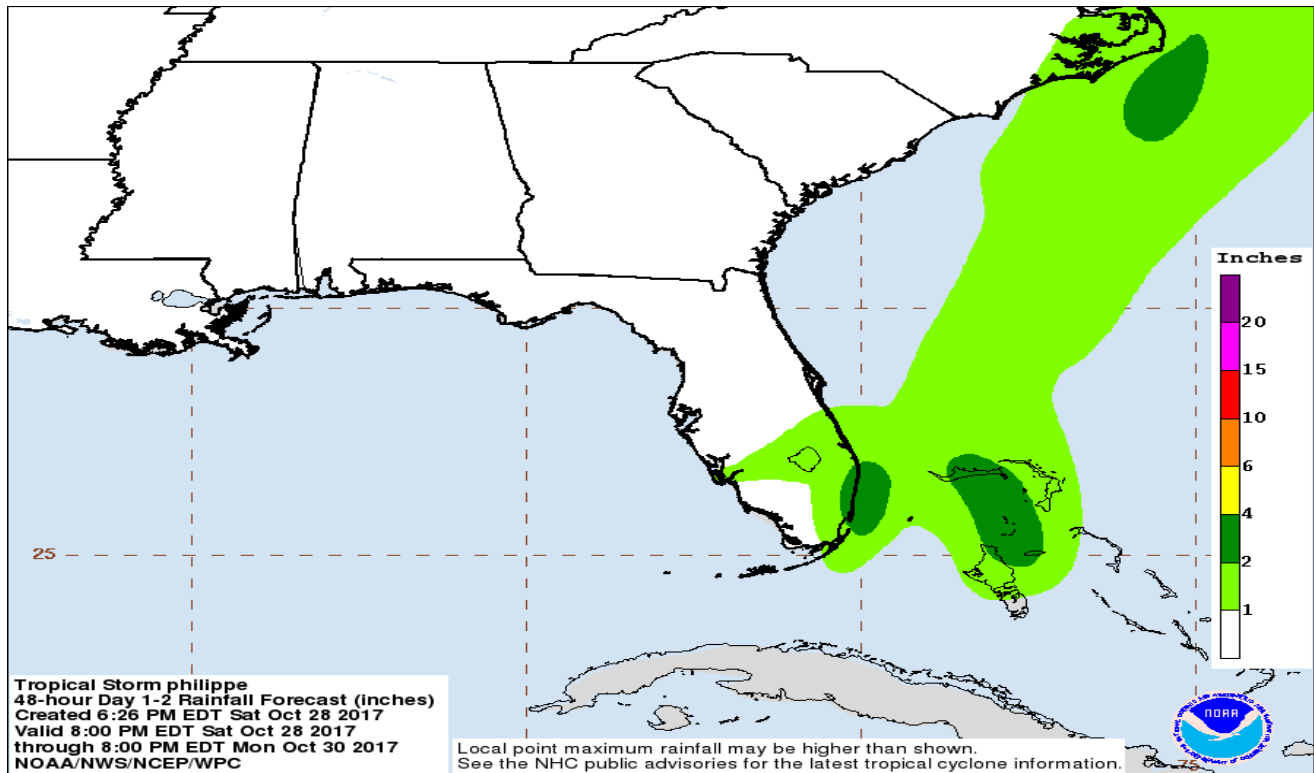 Inches
20
15
10
6
4
2
1
25
75
Tropical Storm philippe
48-hour Day 1-2 Rainfall Forecast (inches)
Created 6:26 PM EDT Sat Oct 28 2017
Valid 8:00 PM EDT Sat Oct 28 2017
through 8:00 PM EDT Mon Oct 30 2017
NOAA/NWS/NCEP/WPC
Local point maximum rainfall may be higher than shown.
See the NHC public advisories for the latest tropical cyclone information.
NOAA